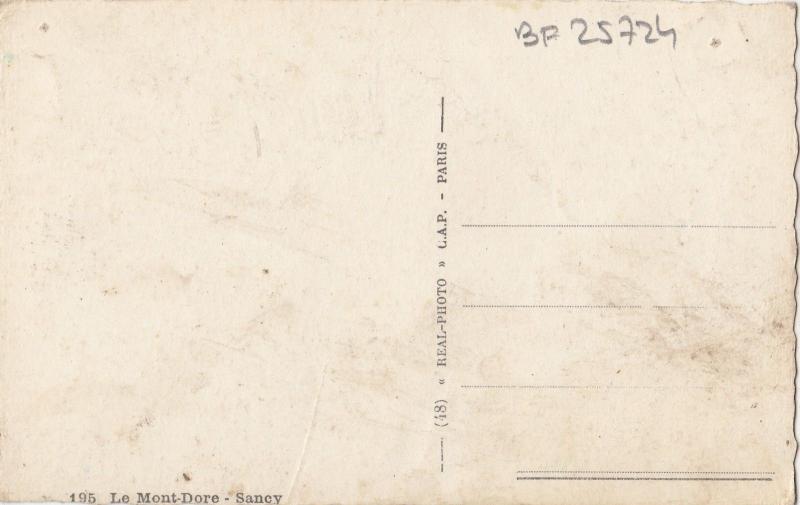 BF 25724
(48) « REAL-PHOTO » C.A.P. - PARIS
195 Le Mont-Dore - Sancy